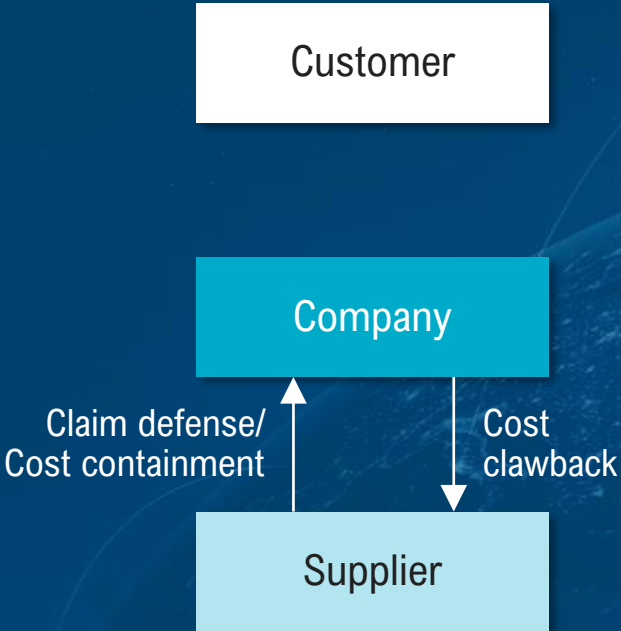 Customer
Company
Claim defense/
Cost containment
Cost
clawback
Supplier